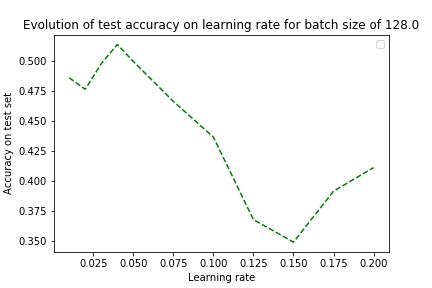 Evolution of test accuracy on learning rate for batch size of 128.0
0.500
0.475
0.450
0.425
0.400
0.375
0.350
Accuracy on test set
0.025 0.050 0.075 0.100 0.125 0.150 0.175 0.200
Learning rate